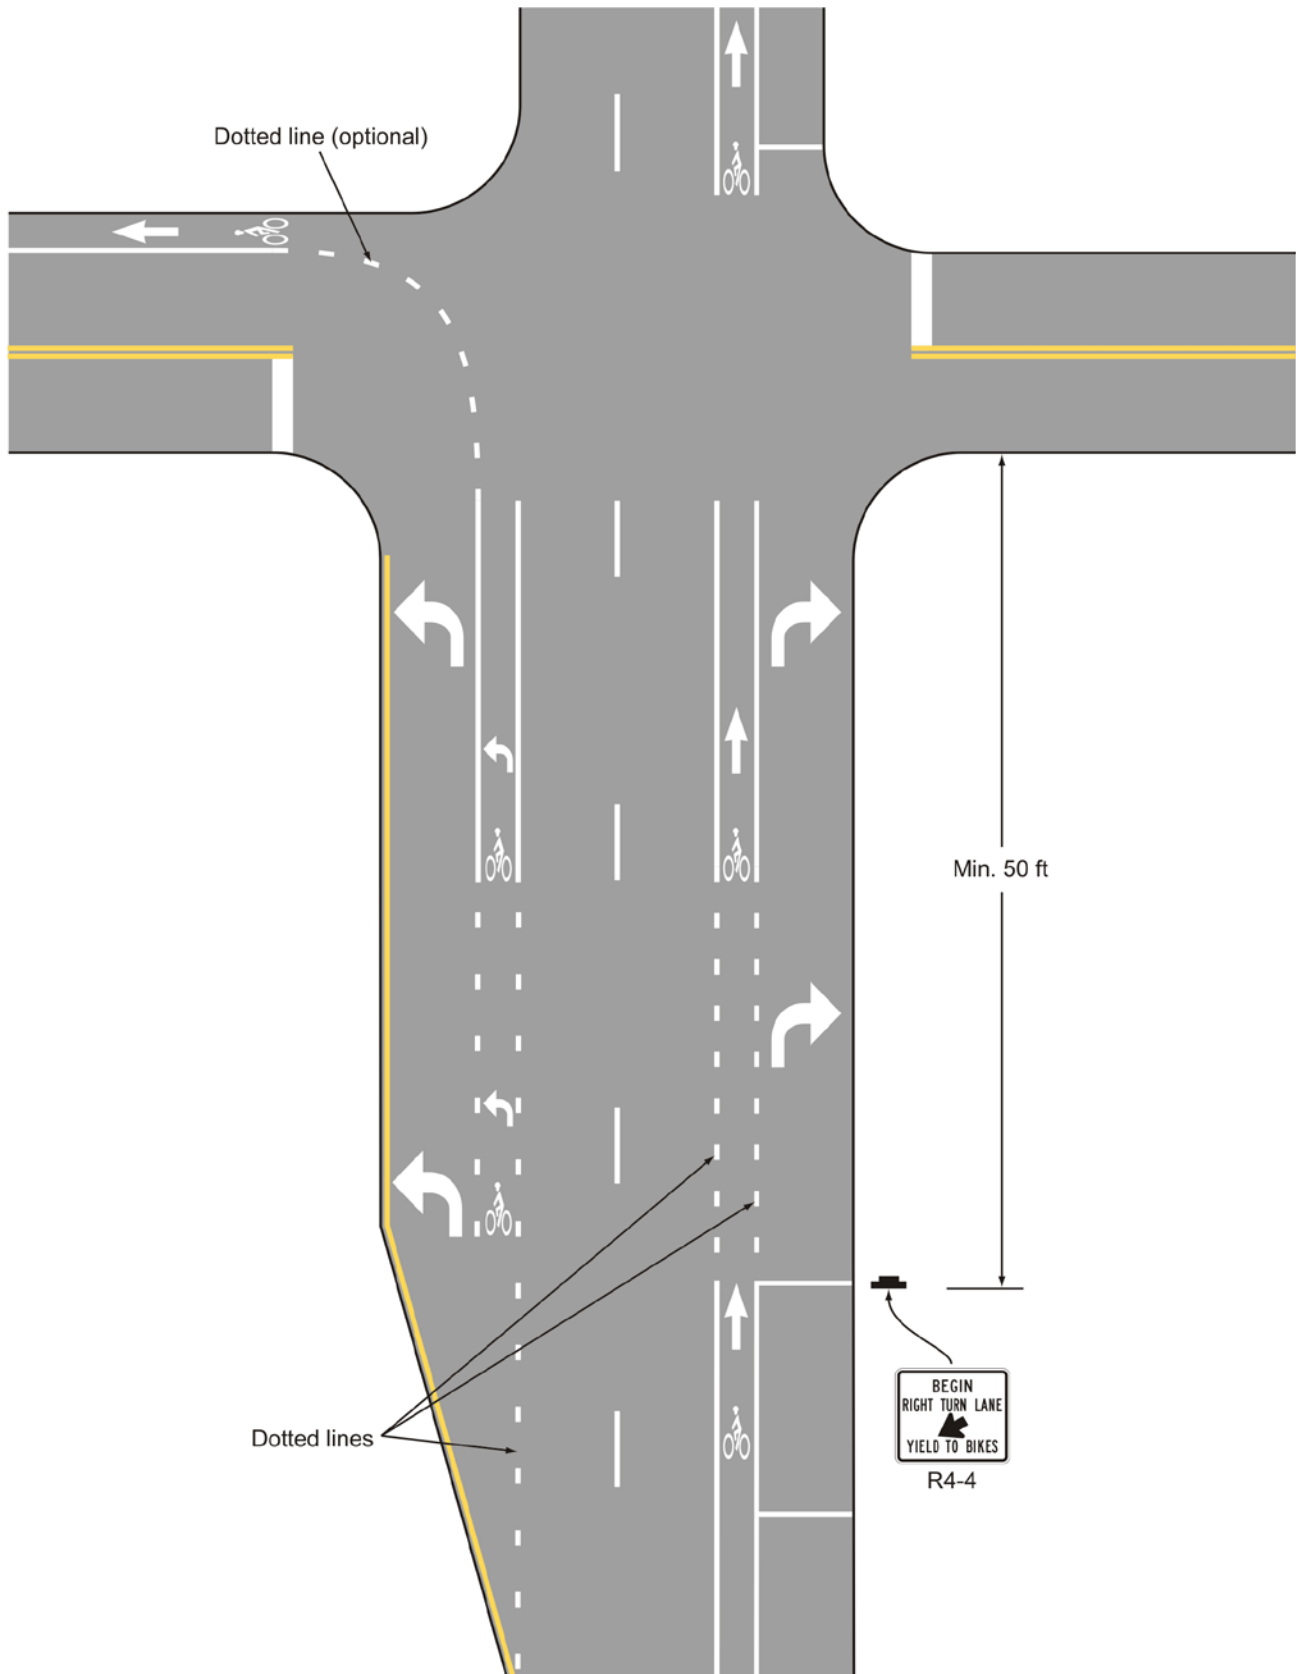 Dotted line (optional)
Min. 50 ft
Dotted lines
BEGIN
RIGHT TURN LANE
YIELD TO BIKES
R4-4